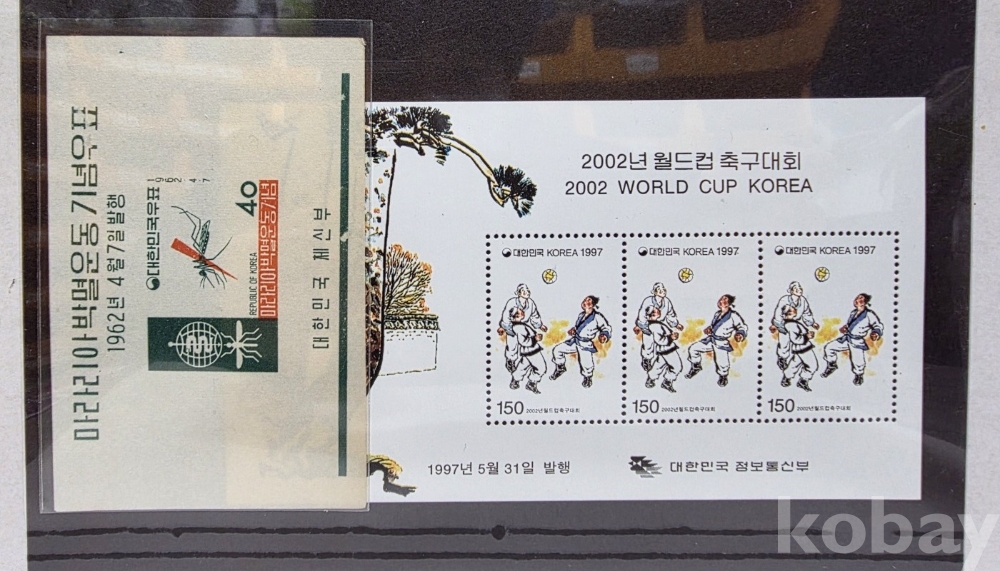 마라리아박멸운동기념우표
1962년 4월 7일 발행
대한민국우표
1962 4 7
40
REPUBLIC OF KOREA
마라리아박멸운동기념
대한민국 체신부
2002년 월드컵 축구대회
2002 WORLD CUP KOREA
대한민국 KOREA 1997
대한민국 KOREA 1997
대한민국 KOREA 1997
150 2002년월드컵축구대회
150 2002년월드컵축구대회
150 2002년월드컵축구대회
1997년 5월 31일 발행
대한민국 정보통신부
kobay